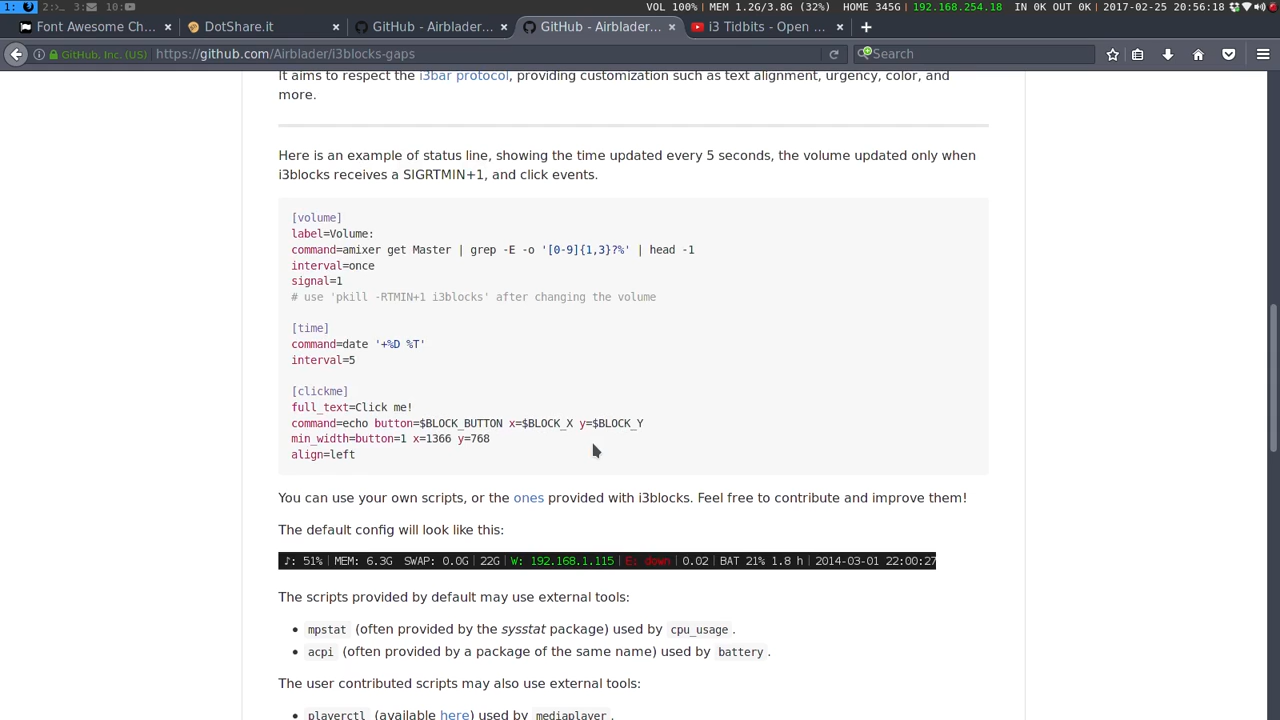 1: 2: 3: 10: VOL 100%| MEM 1.2G/3.8G (32%) HOME 345G| 192.168.254.18 IN 0K OUT 0K| 2017-02-25 20:56:18
Font Awesome Ch... × DotShare.it × GitHub - Airblader... × GitHub - Airblader... × i3 Tidbits - Open ... ×
GitHub, Inc. (US) https://github.com/Airblader/i3blocks-gaps Search
It aims to respect the i3bar protocol, providing customization such as text alignment, urgency, color, and
more.
Here is an example of status line, showing the time updated every 5 seconds, the volume updated only when
i3blocks receives a SIGRTMIN+1, and click events.
[volume]
label=Volume:
command=amixer get Master | grep -E -o '[0-9]{1,3}?%' | head -1
interval=once
signal=1
# use 'pkill -RTMIN+1 i3blocks' after changing the volume
[time]
command=date '+%D %T'
interval=5
[clickme]
full_text=Click me!
command=echo button=$BLOCK_BUTTON x=$BLOCK_X y=$BLOCK_Y
min_width=button=1 x=1366 y=768
align=left
You can use your own scripts, or the ones provided with i3blocks. Feel free to contribute and improve them!
The default config will look like this:
♪: 51% | MEM: 6.3G SWAP: 0.0G | 22G | W: 192.168.1.115 | E: down | 0.02 | BAT 21% 1.8 h | 2014-03-01 22:00:27
The scripts provided by default may use external tools:
• mpstat (often provided by the sysstat package) used by cpu_usage.
• acpi (often provided by a package of the same name) used by battery.
The user contributed scripts may also use external tools:
• playerctl (available here) used by mediaplayer.